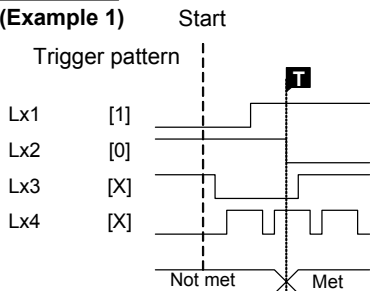 (Example 1) Start
Trigger pattern
T
Lx1 [1]
Lx2 [0]
Lx3 [X]
Lx4 [X]
Not met Met